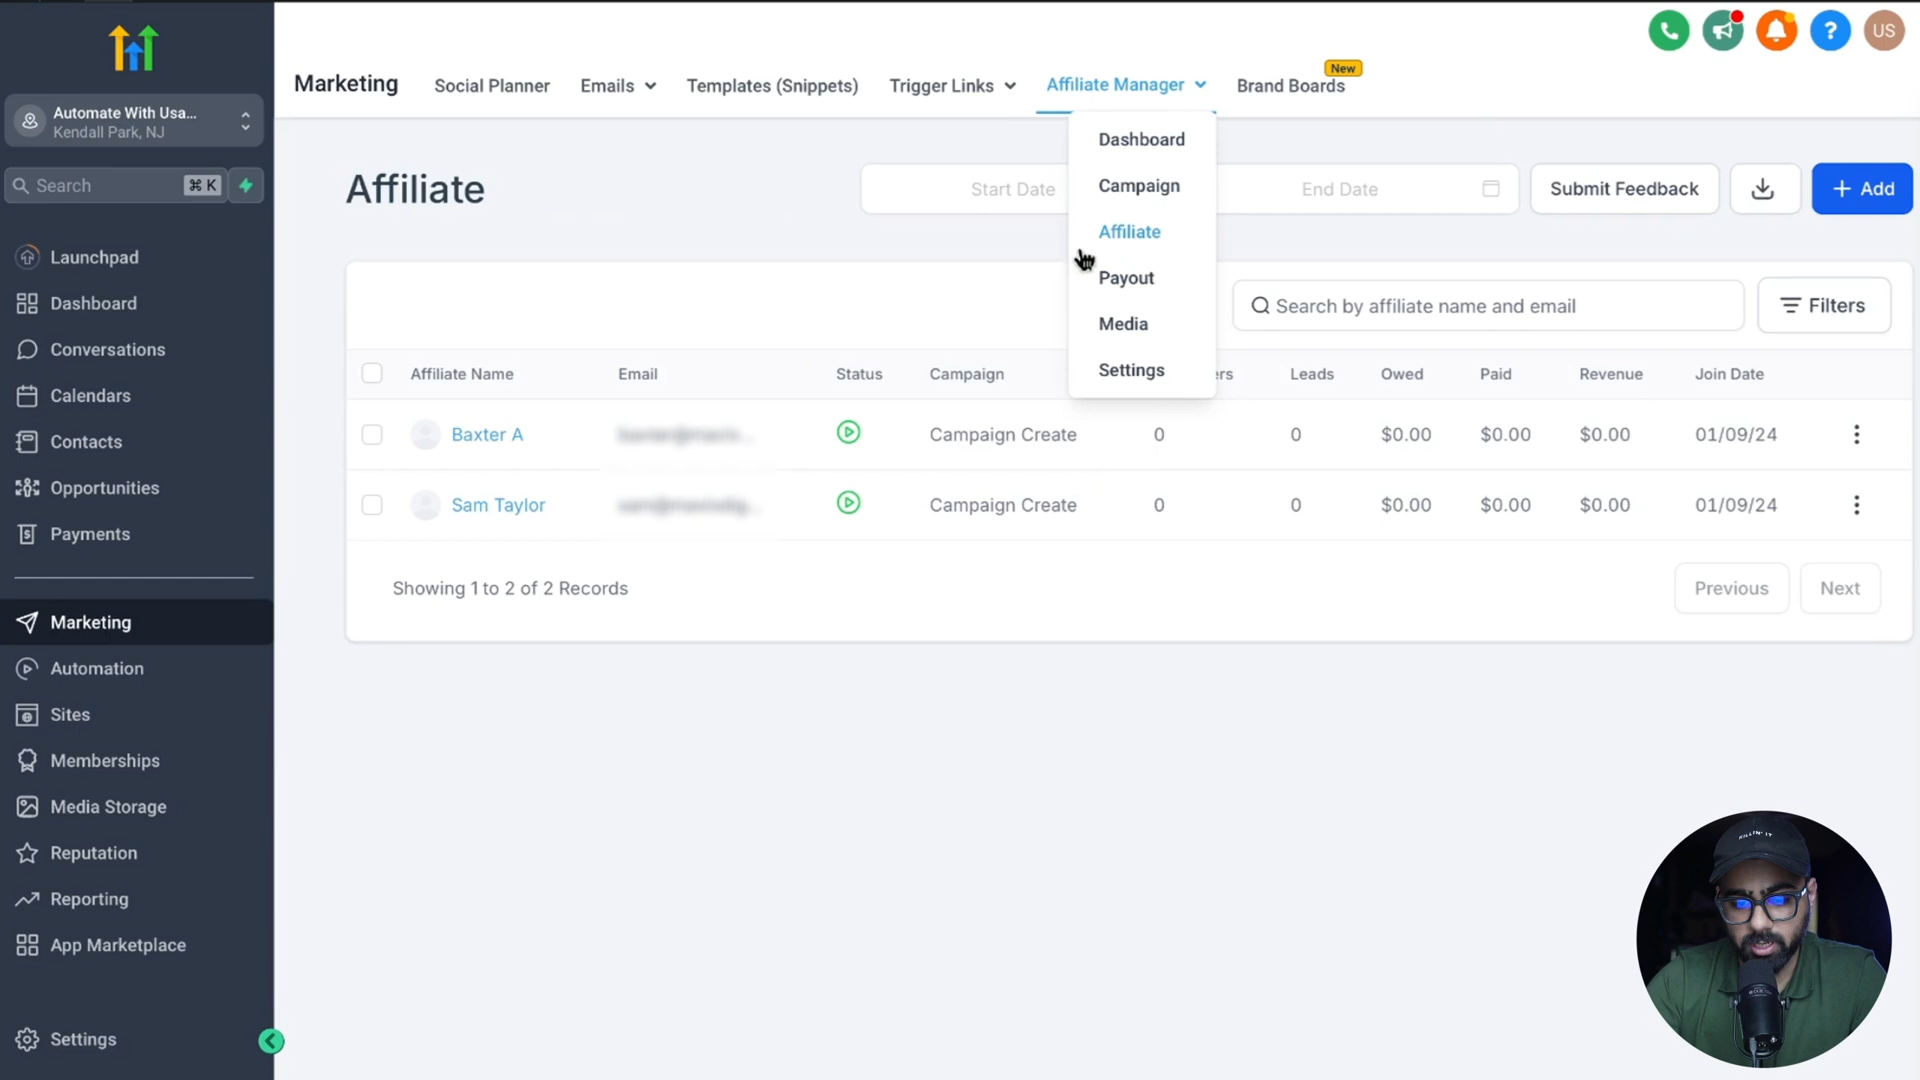 Automate With Usa...
Kendall Park, NJ
Search
⌘ K
Launchpad
Dashboard
Conversations
Calendars
Contacts
Opportunities
Payments
Marketing
Automation
Sites
Memberships
Media Storage
Reputation
Reporting
App Marketplace
Settings
Marketing
Social Planner
Emails
Templates (Snippets)
Trigger Links
Affiliate Manager
Brand Boards
New
US
Dashboard
Campaign
Affiliate
Payout
Media
Settings
Affiliate
Start Date
End Date
Submit Feedback
+ Add
Search by affiliate name and email
Filters
Affiliate Name Email Status Campaign ers Leads Owed Paid Revenue Join Date
Baxter A Campaign Create 0 0 $0.00 $0.00 $0.00 01/09/24
Sam Taylor Campaign Create 0 0 $0.00 $0.00 $0.00 01/09/24
Showing 1 to 2 of 2 Records
Previous
Next
KILLIN' IT